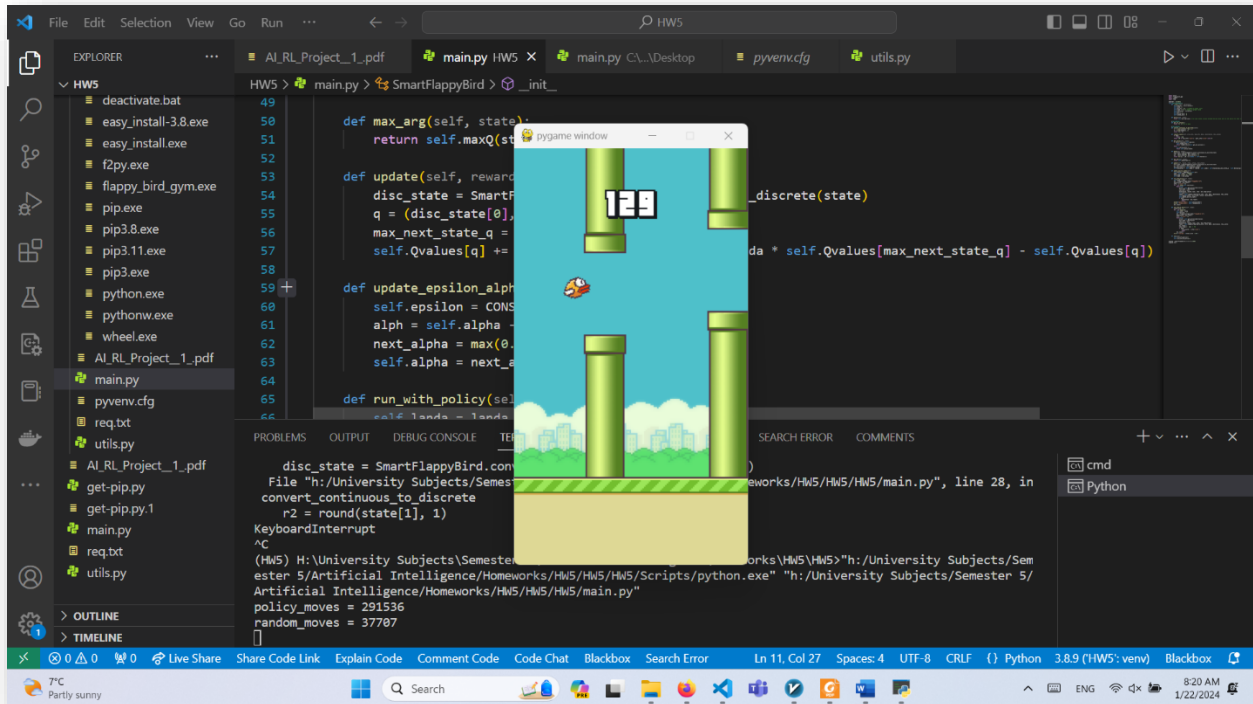 File Edit Selection View Go Run ··· HW5
EXPLORER ···
AI_RL_Project__1_.pdf main.py HW5 main.py C:\...\Desktop pyvenv.cfg utils.py
HW5
HW5 > main.py > SmartFlappyBird > __init__
deactivate.bat
easy_install-3.8.exe
easy_install.exe
f2py.exe
flappy_bird_gym.exe
pip.exe
pip3.8.exe
pip3.11.exe
pip3.exe
python.exe
pythonw.exe
wheel.exe
AI_RL_Project__1_.pdf
main.py
pyvenv.cfg
req.txt
utils.py
AI_RL_Project__1_.pdf
get-pip.py
get-pip.py.1
main.py
req.txt
utils.py
OUTLINE
TIMELINE
49
50 def max_arg(self, state):
51 return self.maxQ(st
52
53 def update(self, reward
54 disc_state = SmartF _discrete(state)
55 q = (disc_state[0],
56 max_next_state_q =
57 self.Qvalues[q] += da * self.Qvalues[max_next_state_q] - self.Qvalues[q])
58
59 def update_epsilon_alph
60 self.epsilon = CONS
61 alph = self.alpha -
62 next_alpha = max(0.
63 self.alpha = next_a
64
65 def run_with_policy(sel
66 self.landa = landa
pygame window
129
PROBLEMS OUTPUT DEBUG CONSOLE TE SEARCH ERROR COMMENTS
disc_state = SmartFlappyBird.con )
File "h:/University Subjects/Semes eworks/HW5/HW5/HW5/main.py", line 28, in
convert_continuous_to_discrete
r2 = round(state[1], 1)
KeyboardInterrupt
^C
(HW5) H:\University Subjects\Semester orks\HW5\HW5>"h:/University Subjects/Sem
ester 5/Artificial Intelligence/Homeworks/HW5/HW5/HW5/Scripts/python.exe" "h:/University Subjects/Semester 5/
Artificial Intelligence/Homeworks/HW5/HW5/HW5/main.py"
policy_moves = 291536
random_moves = 37707
cmd
Python
1
0 0 0 Live Share Share Code Link Explain Code Comment Code Code Chat Blackbox Search Error Ln 11, Col 27 Spaces: 4 UTF-8 CRLF {} Python 3.8.9 ('HW5': venv) Blackbox
7°C
Partly sunny
Search
ENG
8:20 AM
1/22/2024